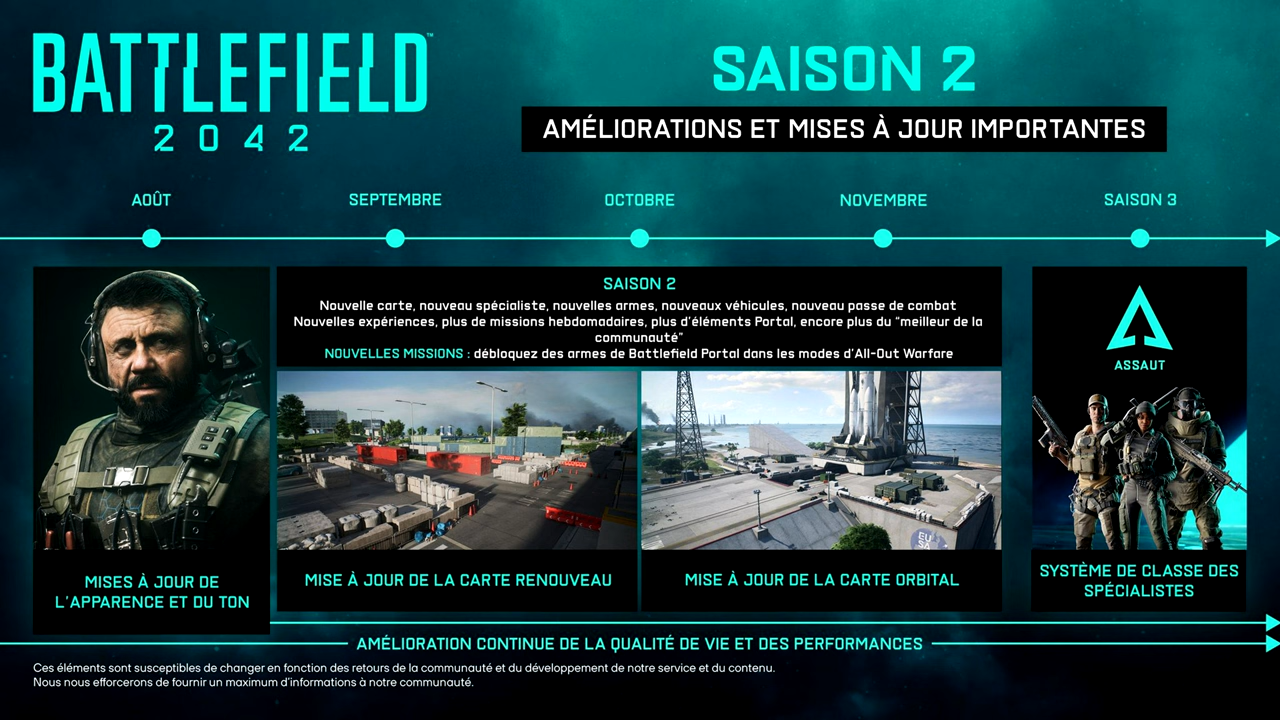 BATTLEFIELD™
2042
SAISON 2
AMÉLIORATIONS ET MISES À JOUR IMPORTANTES
AOÛT
SEPTEMBRE
OCTOBRE
NOVEMBRE
SAISON 3
SAISON 2
Nouvelle carte, nouveau spécialiste, nouvelles armes, nouveaux véhicules, nouveau passe de combat
Nouvelles expériences, plus de missions hebdomadaires, plus d'éléments Portal, encore plus du "meilleur de la
communauté"
NOUVELLES MISSIONS : débloquez des armes de Battlefield Portal dans les modes d'All-Out Warfare
ASSAUT
MISES À JOUR DE
L'APPARENCE ET DU TON
MISE À JOUR DE LA CARTE RENOUVEAU
MISE À JOUR DE LA CARTE ORBITAL
SYSTÈME DE CLASSE DES
SPÉCIALISTES
AMÉLIORATION CONTINUE DE LA QUALITÉ DE VIE ET DES PERFORMANCES
Ces éléments sont susceptibles de changer en fonction des retours de la communauté et du développement de notre service et du contenu.
Nous nous efforcerons de fournir un maximum d'informations à notre communauté.